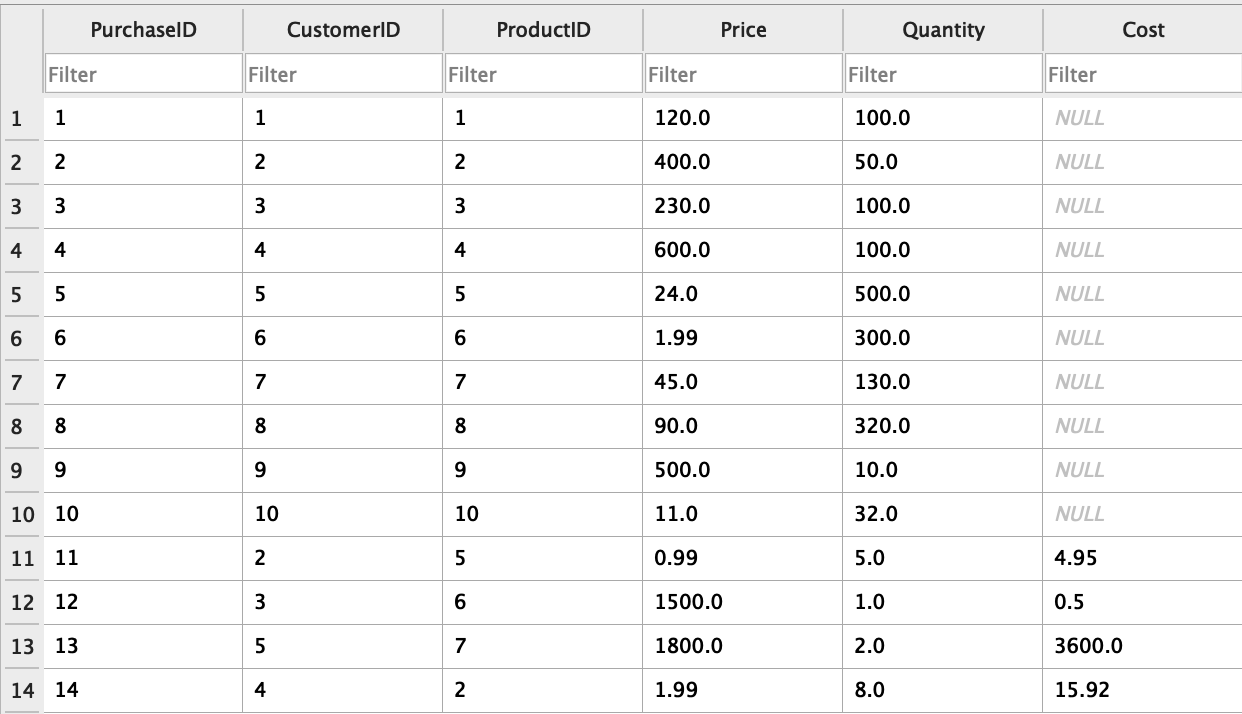 PurchaseID CustomerID ProductID Price Quantity Cost
Filter Filter Filter Filter Filter Filter
1 1 1 1 120.0 100.0 NULL
2 2 2 2 400.0 50.0 NULL
3 3 3 3 230.0 100.0 NULL
4 4 4 4 600.0 100.0 NULL
5 5 5 5 24.0 500.0 NULL
6 6 6 6 1.99 300.0 NULL
7 7 7 7 45.0 130.0 NULL
8 8 8 8 90.0 320.0 NULL
9 9 9 9 500.0 10.0 NULL
10 10 10 10 11.0 32.0 NULL
11 11 2 5 0.99 5.0 4.95
12 12 3 6 1500.0 1.0 0.5
13 13 5 7 1800.0 2.0 3600.0
14 14 4 2 1.99 8.0 15.92